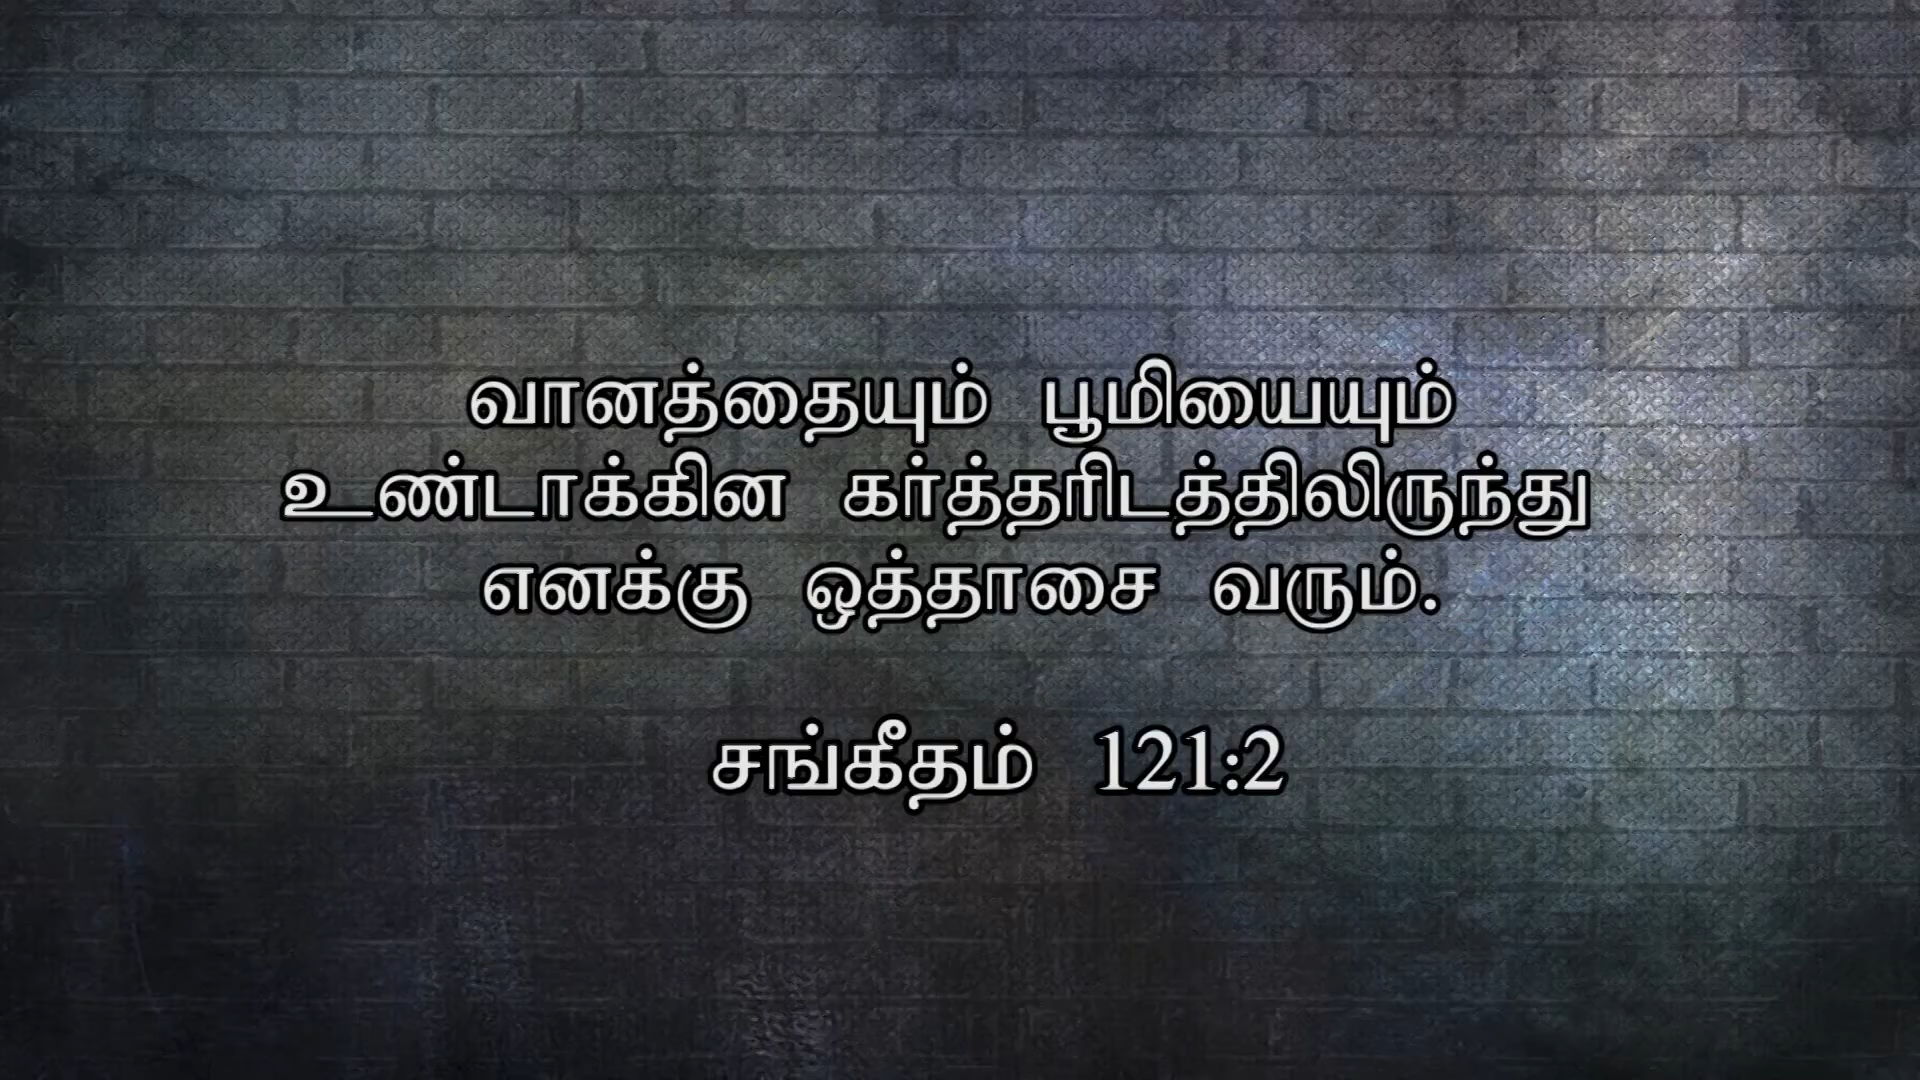 வானத்தையும் பூமியையும்
உண்டாக்கின கர்த்தரிடத்திலிருந்து
எனக்கு ஒத்தாசை வரும்.
சங்கீதம் 121:2